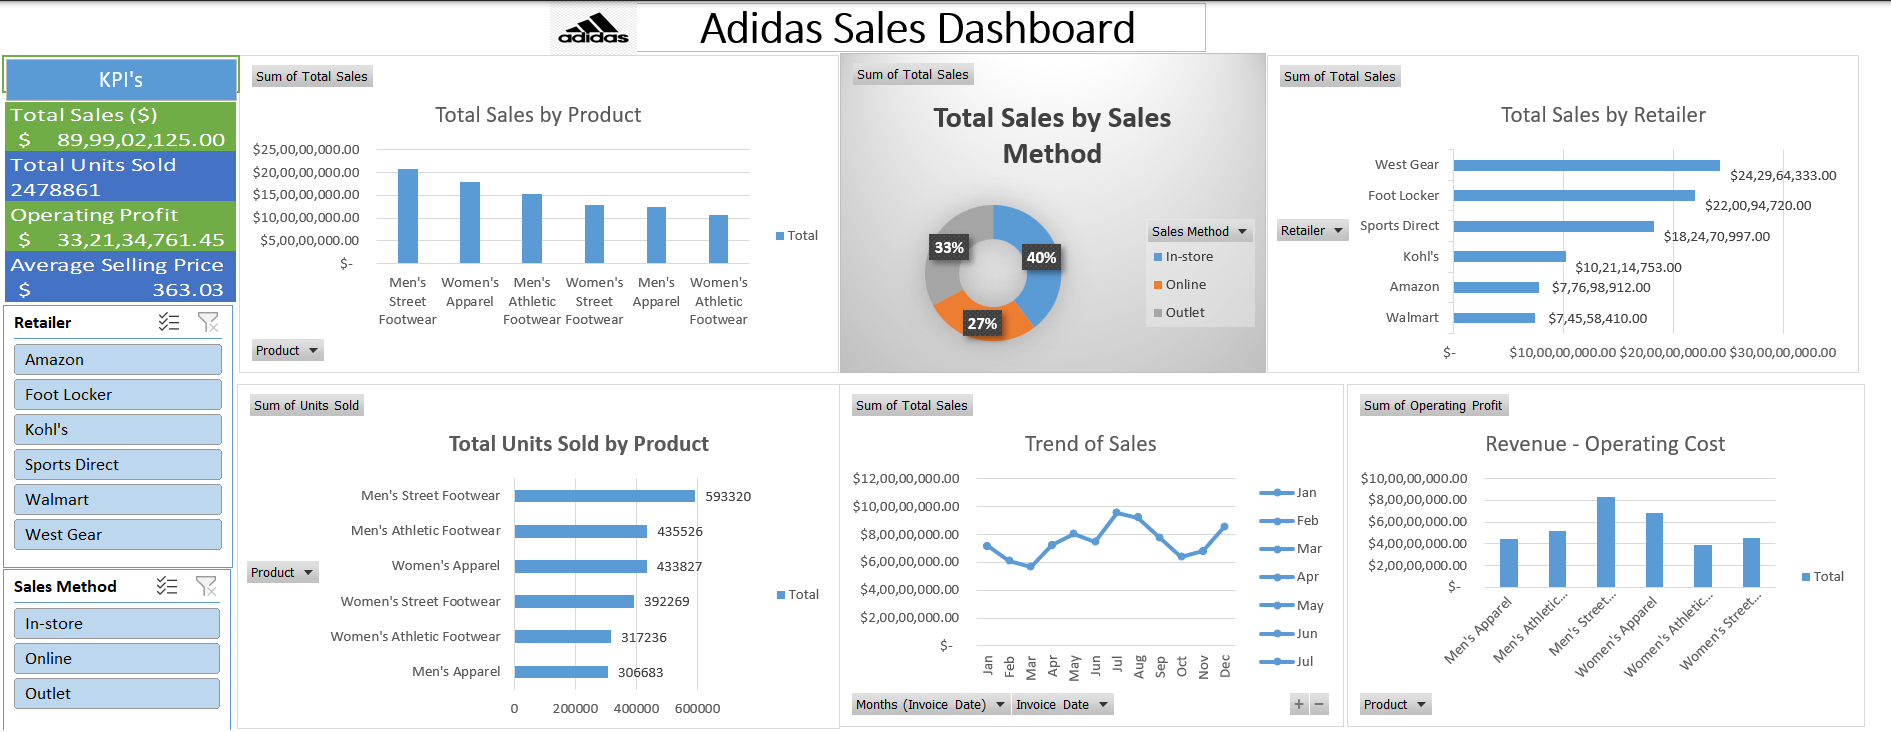 adidas
Adidas Sales Dashboard
KPI's
Total Sales ($)
$ 89,99,02,125.00
Total Units Sold
2478861
Operating Profit
$ 33,21,34,761.45
Average Selling Price
$ 363.03
Retailer
Amazon
Foot Locker
Kohl's
Sports Direct
Walmart
West Gear
Sales Method
In-store
Online
Outlet
Sum of Total Sales
Total Sales by Product
$25,00,00,000.00
$20,00,00,000.00
$15,00,00,000.00
$10,00,00,000.00
$5,00,00,000.00
$-
Men's Women's Men's Women's Men's Women's
Street Apparel Athletic Street Apparel Athletic
Footwear Footwear Footwear Footwear
Total
Product
Sum of Total Sales
Total Sales by Sales
Method
33%
40%
27%
Sales Method
In-store
Online
Outlet
Sum of Total Sales
Total Sales by Retailer
Retailer
West Gear $24,29,64,333.00
Foot Locker $22,00,94,720.00
Sports Direct $18,24,70,997.00
Kohl's $10,21,14,753.00
Amazon $7,76,98,912.00
Walmart $7,45,58,410.00
$- $10,00,00,000.00 $20,00,00,000.00 $30,00,00,000.00
Sum of Units Sold
Total Units Sold by Product
Product
Men's Street Footwear 593320
Men's Athletic Footwear 435526
Women's Apparel 433827
Women's Street Footwear 392269
Women's Athletic Footwear 317236
Men's Apparel 306683
0 200000 400000 600000
Total
Sum of Total Sales
Trend of Sales
$12,00,00,000.00
$10,00,00,000.00
$8,00,00,000.00
$6,00,00,000.00
$4,00,00,000.00
$2,00,00,000.00
$-
Jan Feb Mar Apr May Jun Jul Aug Sep Oct Nov Dec
Jan
Feb
Mar
Apr
May
Jun
Jul
Months (Invoice Date) Invoice Date
+ −
Sum of Operating Profit
Revenue - Operating Cost
$10,00,00,000.00
$8,00,00,000.00
$6,00,00,000.00
$4,00,00,000.00
$2,00,00,000.00
$-
Men's Apparel
Men's Athletic...
Men's Street...
Women's Apparel
Women's Athletic...
Women's Street...
Total
Product